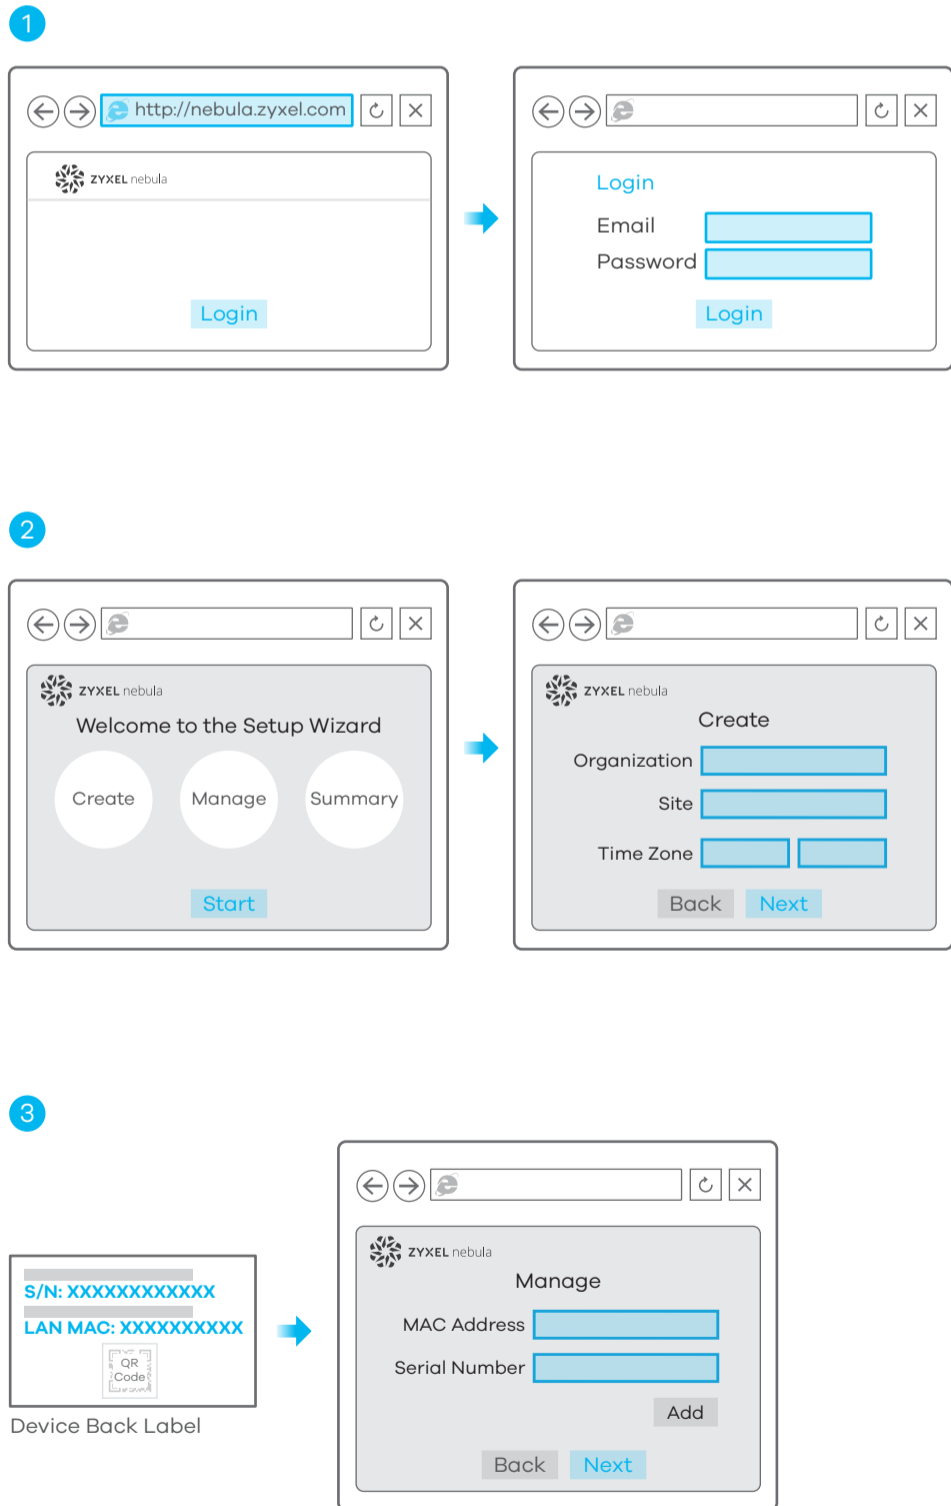 1
http://nebula.zyxel.com
ZYXEL nebula
Login
Login
Email
Password
Login
2
ZYXEL nebula
Welcome to the Setup Wizard
Create
Manage
Summary
Start
ZYXEL nebula
Create
Organization
Site
Time Zone
Back
Next
3
S/N: XXXXXXXXXXXX
LAN MAC: XXXXXXXXXX
QR
Code
Device Back Label
ZYXEL nebula
Manage
MAC Address
Serial Number
Add
Back
Next